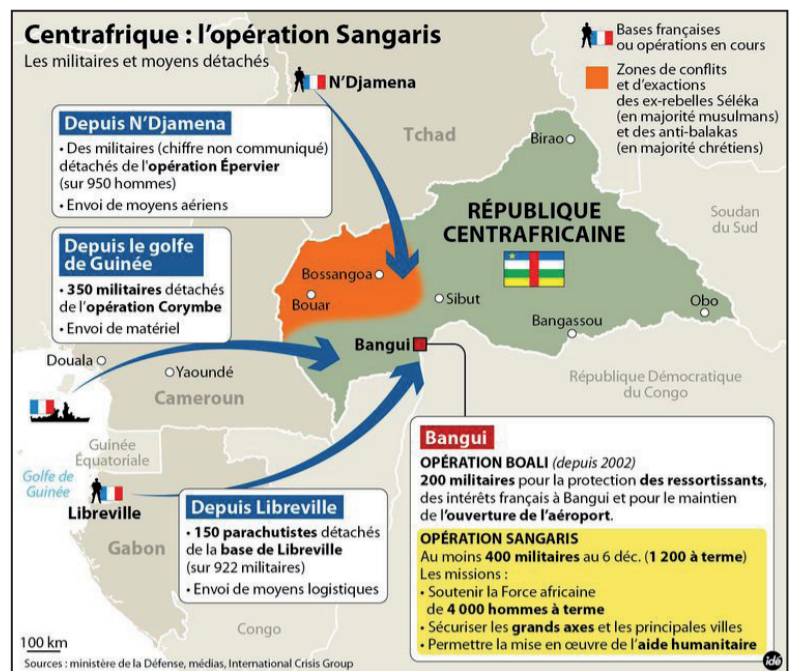 Centrafrique : l'opération Sangaris
Les militaires et moyens détachés
Bases françaises
ou opérations en cours
Zones de conflits
et d'exactions
des ex-rebelles Séléka
(en majorité musulmans)
et des anti-balakas
(en majorité chrétiens)
N'Djamena
Depuis N'Djamena
• Des militaires (chiffre non communiqué)
détachés de l'opération Épervier
(sur 950 hommes)
• Envoi de moyens aériens
Tchad
Birao
Soudan
du Sud
RÉPUBLIQUE
CENTRAFRICAINE
Depuis le golfe
de Guinée
• 350 militaires détachés
de l'opération Corymbe
• Envoi de matériel
Bossangoa
Bouar
Sibut
Obo
Bangassou
Bangui
Douala
Yaoundé
Cameroun
République Démocratique
du Congo
Guinée
Équatoriale
Golfe de
Guinée
Libreville
Gabon
Depuis Libreville
• 150 parachutistes détachés
de la base de Libreville
(sur 922 militaires)
• Envoi de moyens logistiques
Congo
Bangui
OPÉRATION BOALI (depuis 2002)
200 militaires pour la protection des ressortissants,
des intérêts français à Bangui et pour le maintien
de l'ouverture de l'aéroport.
OPÉRATION SANGARIS
Au moins 400 militaires au 6 déc. (1 200 à terme)
Les missions :
• Soutenir la Force africaine
de 4 000 hommes à terme
• Sécuriser les grands axes et les principales villes
• Permettre la mise en œuvre de l'aide humanitaire
100 km
Sources : ministère de la Défense, médias, International Crisis Group
idé